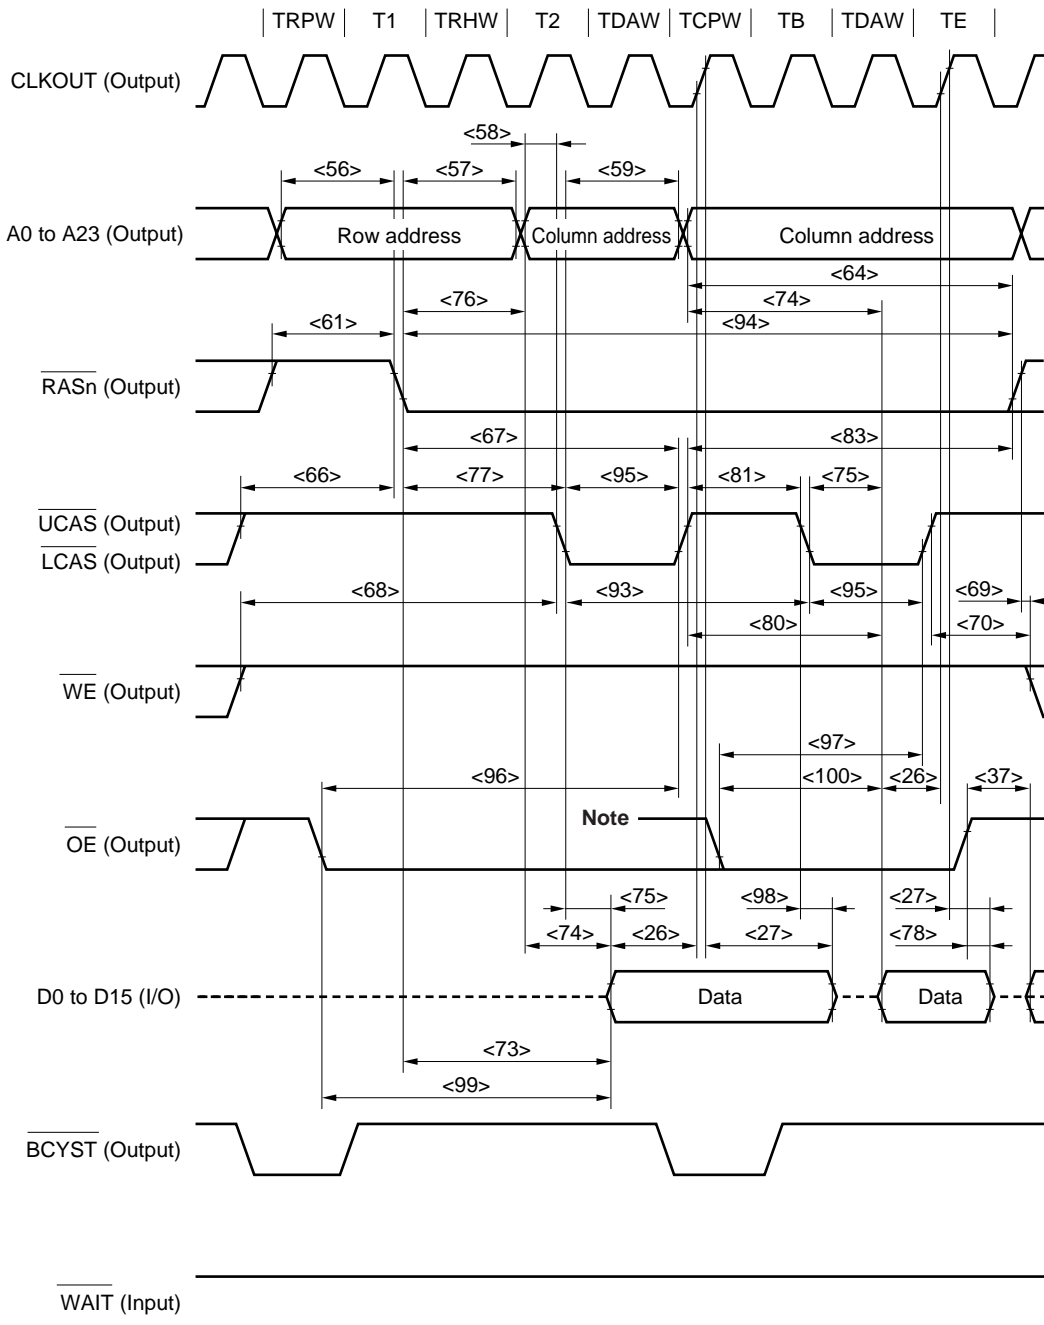 TRPW T1 TRHW T2 TDAW TCPW TB TDAW TE
CLKOUT (Output)
<58>
<56> <57> <59>
A0 to A23 (Output) Row address Column address Column address
<64>
<76> <74>
<61> <94>
RASn (Output)
<67> <83>
<66> <77> <95> <81> <75>
UCAS (Output)
LCAS (Output)
<68> <93> <95> <69>
<80> <70>
WE (Output)
<97>
<96> <100> <26> <37>
Note
OE (Output)
<75> <98> <27>
<74> <26> <27> <78>
D0 to D15 (I/O) Data Data
<73>
<99>
BCYST (Output)
WAIT (Input)